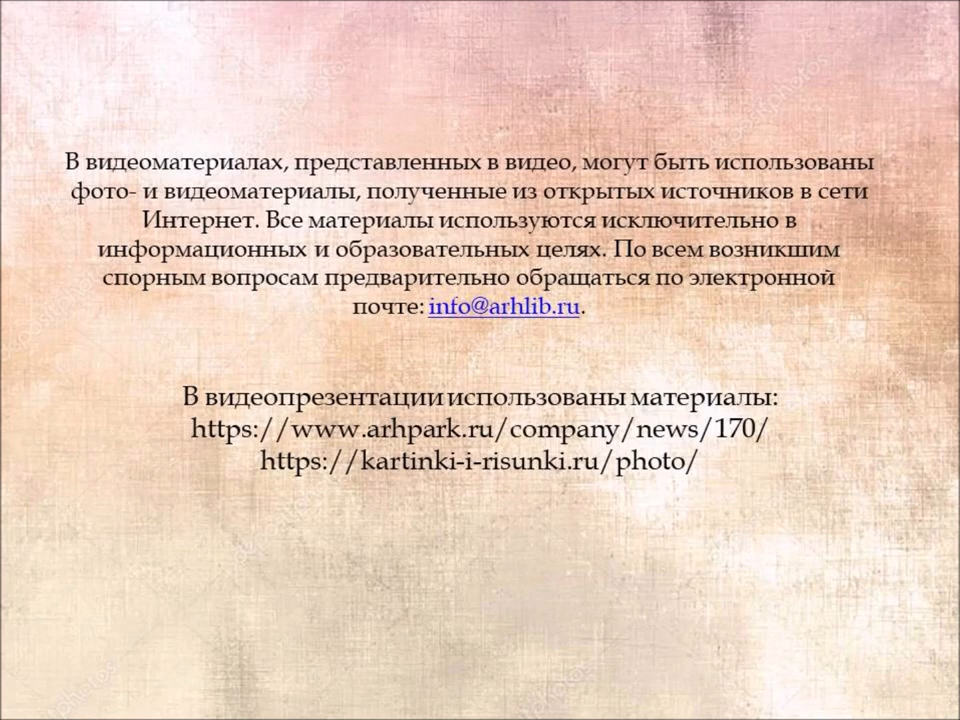 В видеоматериалах, представленных в видео, могут быть использованы
фото- и видеоматериалы, полученные из открытых источников в сети
Интернет. Все материалы используются исключительно в
информационных и образовательных целях. По всем возникшим
спорным вопросам предварительно обращаться по электронной
почте: info@arhlib.ru.
В видеопрезентации использованы материалы:
https://www.arhpark.ru/company/news/170/
https://kartinki-i-risunki.ru/photo/